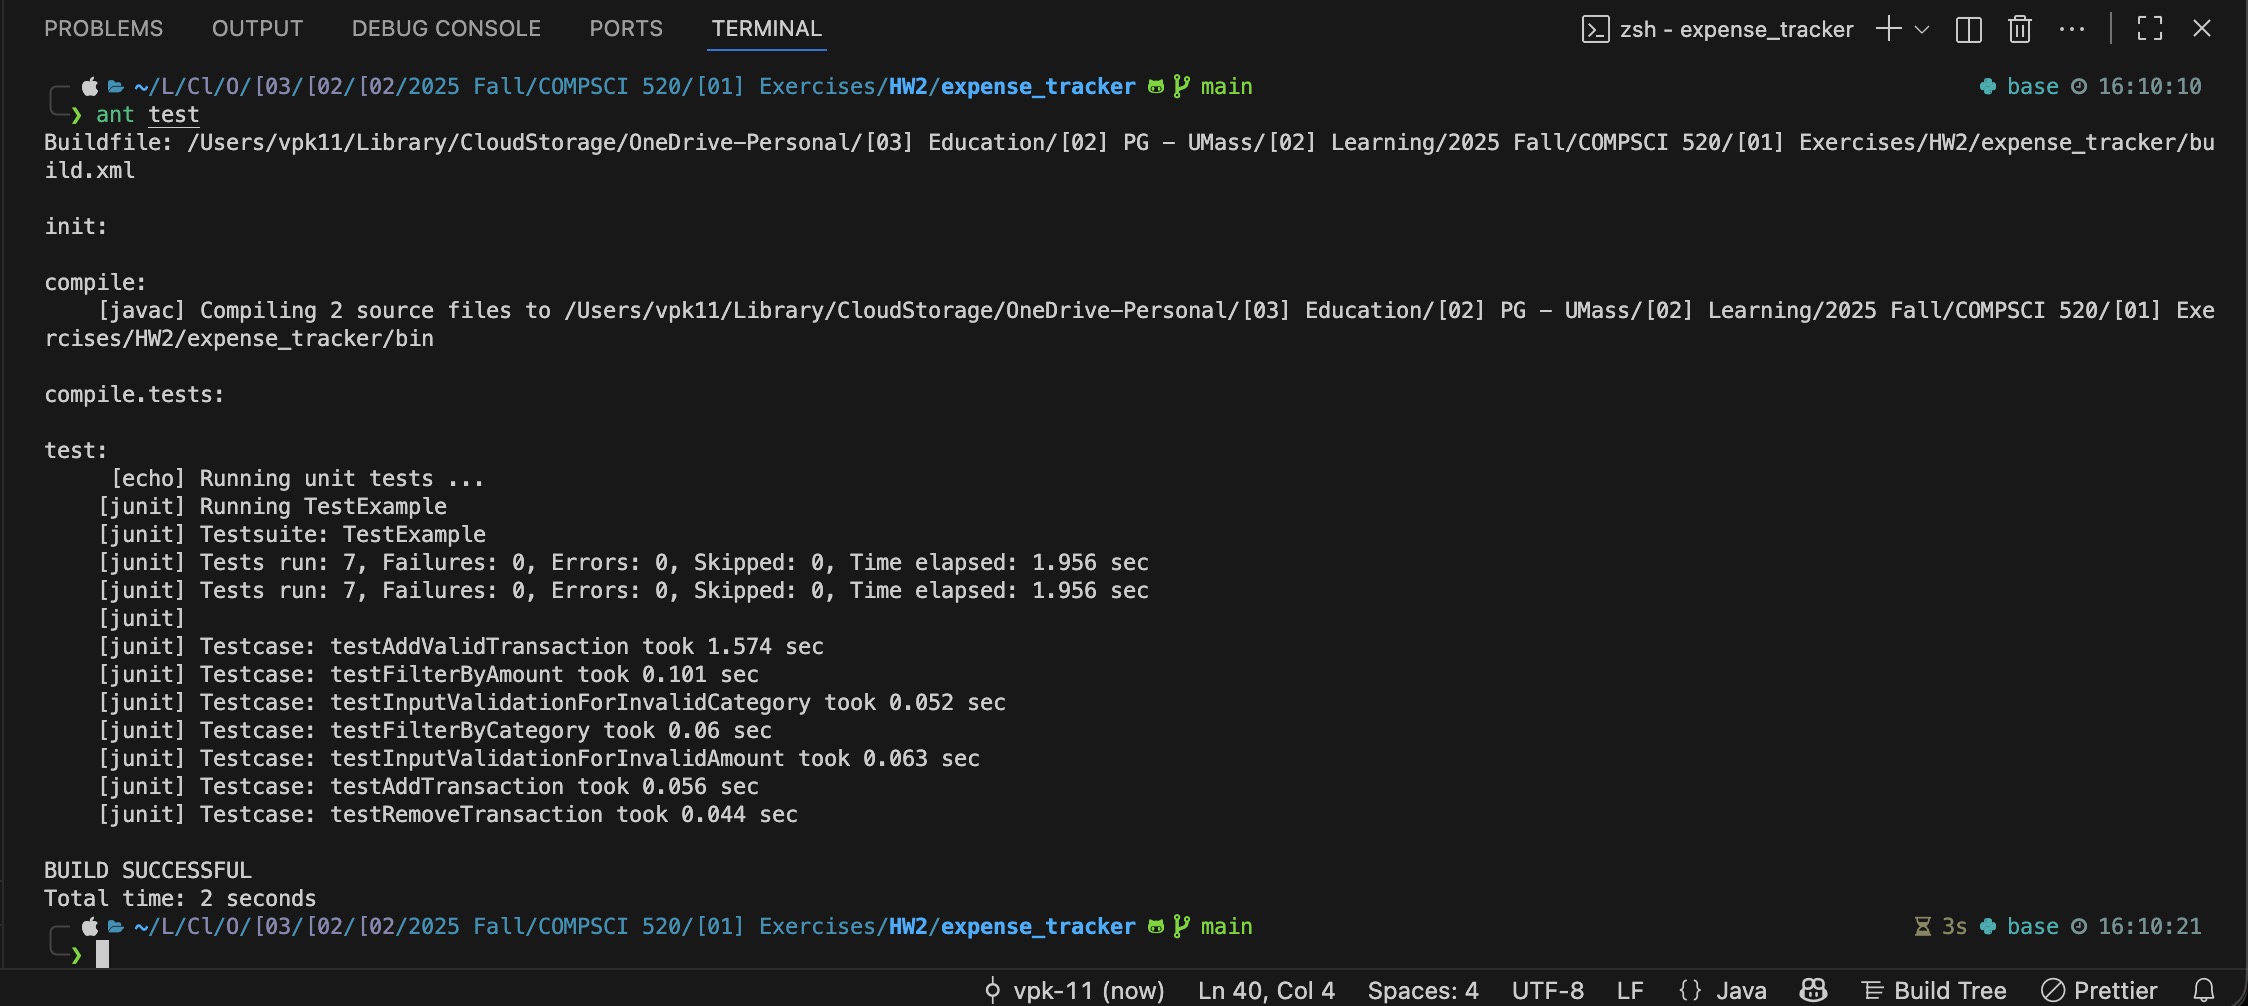 PROBLEMS OUTPUT DEBUG CONSOLE PORTS TERMINAL zsh - expense_tracker
~/L/Cl/O/[03/[02/[02/2025 Fall/COMPSCI 520/[01] Exercises/HW2/expense_tracker main base 16:10:10
❯ ant test
Buildfile: /Users/vpk11/Library/CloudStorage/OneDrive-Personal/[03] Education/[02] PG - UMass/[02] Learning/2025 Fall/COMPSCI 520/[01] Exercises/HW2/expense_tracker/bu
ild.xml
init:
compile:
[javac] Compiling 2 source files to /Users/vpk11/Library/CloudStorage/OneDrive-Personal/[03] Education/[02] PG - UMass/[02] Learning/2025 Fall/COMPSCI 520/[01] Exe
rcises/HW2/expense_tracker/bin
compile.tests:
test:
[echo] Running unit tests ...
[junit] Running TestExample
[junit] Testsuite: TestExample
[junit] Tests run: 7, Failures: 0, Errors: 0, Skipped: 0, Time elapsed: 1.956 sec
[junit] Tests run: 7, Failures: 0, Errors: 0, Skipped: 0, Time elapsed: 1.956 sec
[junit]
[junit] Testcase: testAddValidTransaction took 1.574 sec
[junit] Testcase: testFilterByAmount took 0.101 sec
[junit] Testcase: testInputValidationForInvalidCategory took 0.052 sec
[junit] Testcase: testFilterByCategory took 0.06 sec
[junit] Testcase: testInputValidationForInvalidAmount took 0.063 sec
[junit] Testcase: testAddTransaction took 0.056 sec
[junit] Testcase: testRemoveTransaction took 0.044 sec
BUILD SUCCESSFUL
Total time: 2 seconds
~/L/Cl/O/[03/[02/[02/2025 Fall/COMPSCI 520/[01] Exercises/HW2/expense_tracker main 3s base 16:10:21
❯
vpk-11 (now) Ln 40, Col 4 Spaces: 4 UTF-8 LF {} Java Build Tree Prettier